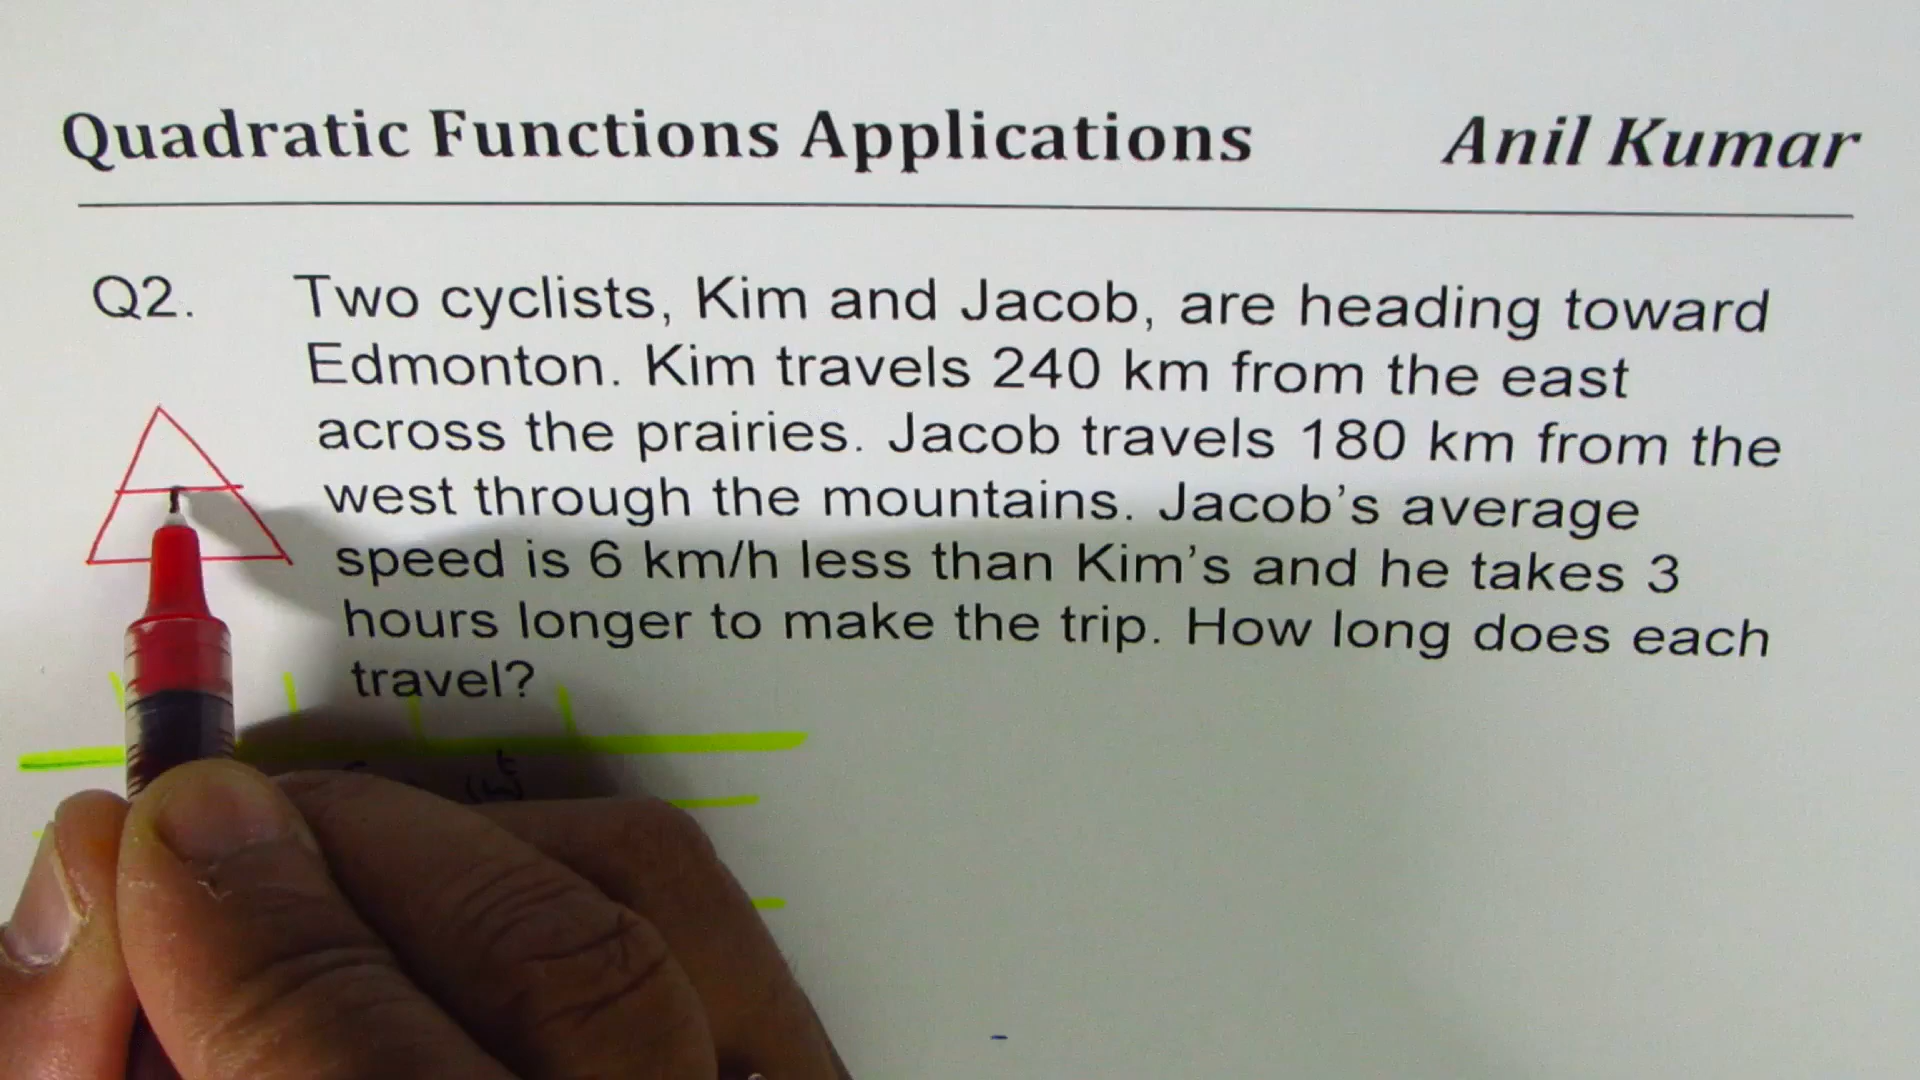 Quadratic Functions Applications Anil Kumar
Q2. Two cyclists, Kim and Jacob, are heading toward
Edmonton. Kim travels 240 km from the east
across the prairies. Jacob travels 180 km from the
west through the mountains. Jacob's average
speed is 6 km/h less than Kim's and he takes 3
hours longer to make the trip. How long does each
travel?